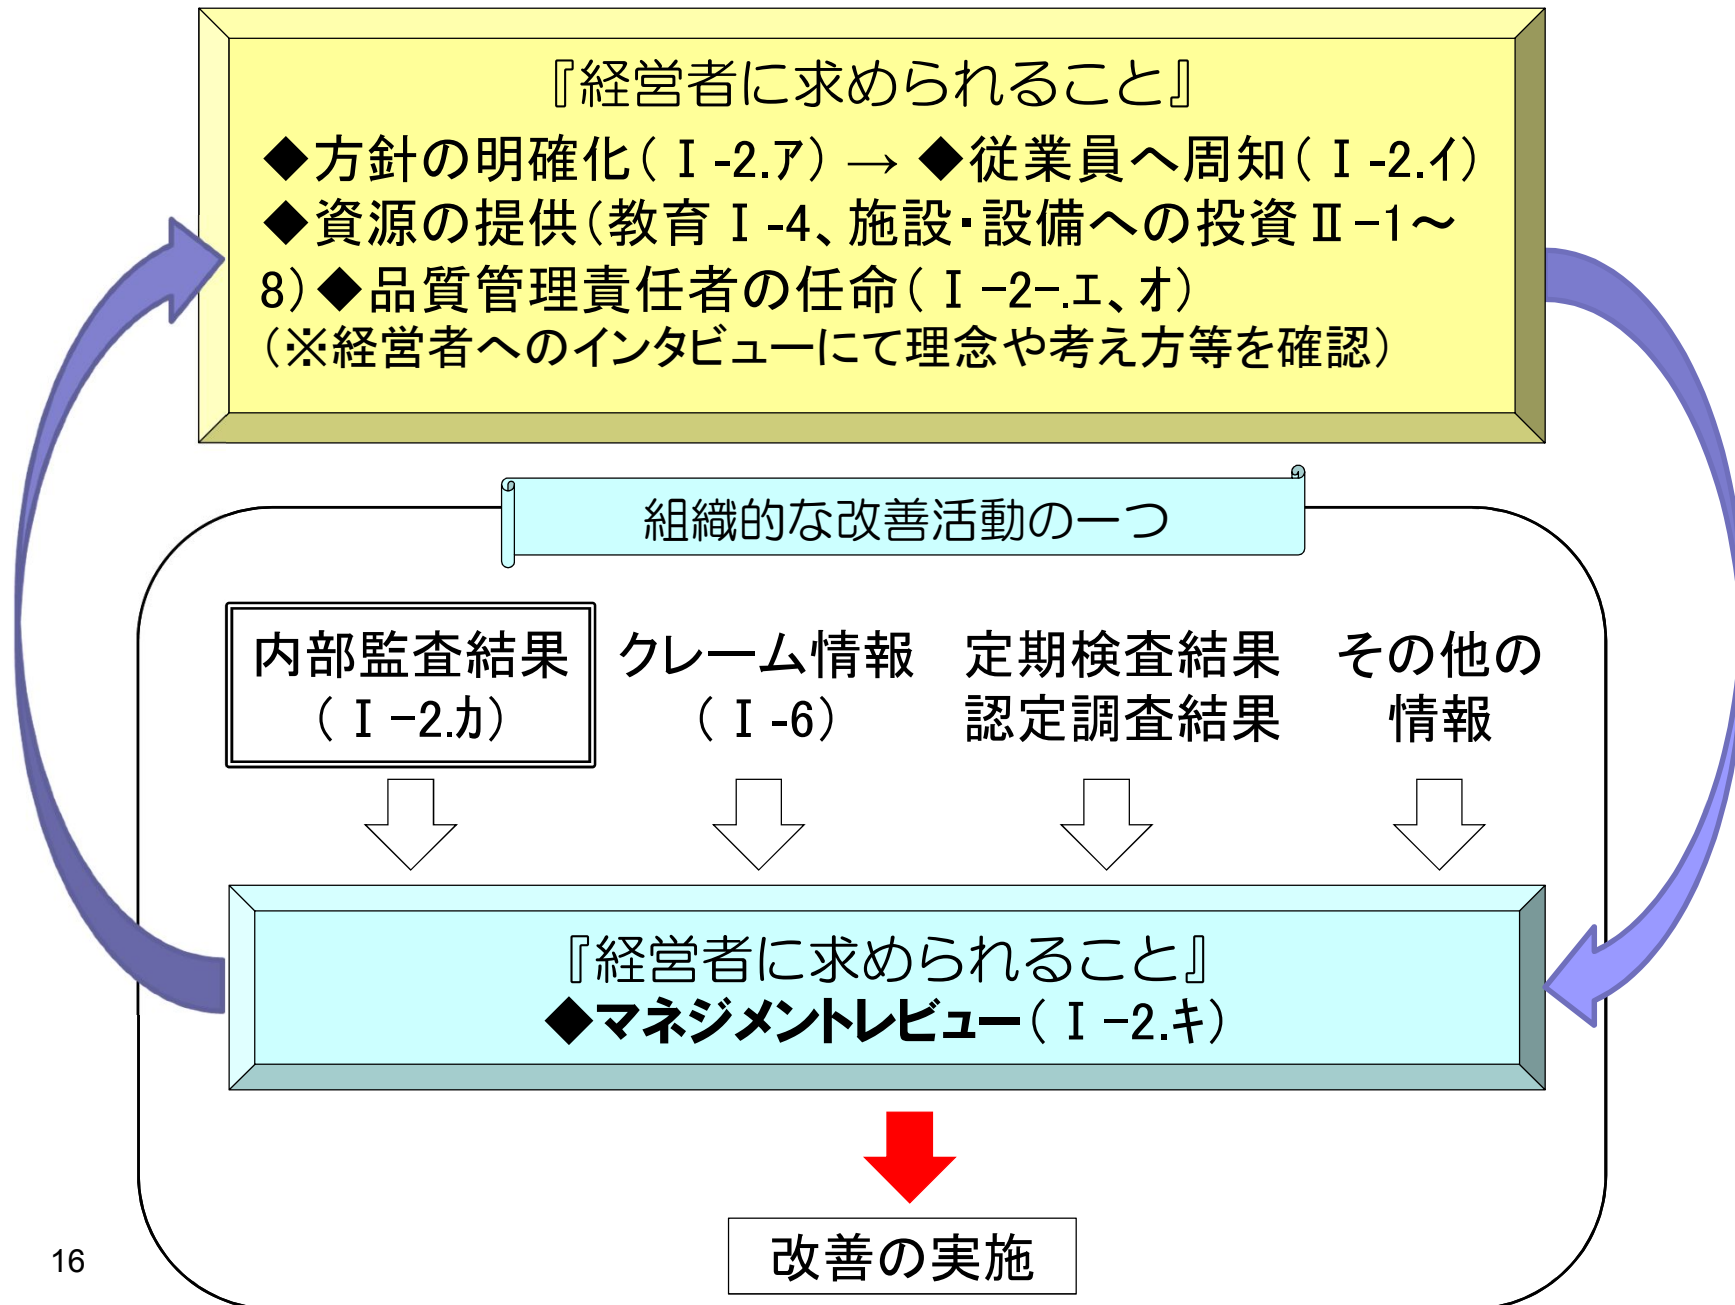 『経営者に求められること』
◆方針の明確化(Ⅰ-2.ア) → ◆従業員へ周知(Ⅰ-2.イ)
◆資源の提供(教育Ⅰ-4、施設・設備への投資Ⅱ-1～
8)◆品質管理責任者の任命(Ⅰ-2-.エ、オ)
(※経営者へのインタビューにて理念や考え方等を確認)
組織的な改善活動の一つ
内部監査結果
(Ⅰ-2.カ)
クレーム情報
(Ⅰ-6)
定期検査結果
認定調査結果
その他の
情報
『経営者に求められること』
◆マネジメントレビュー(Ⅰ-2.キ)
改善の実施
16